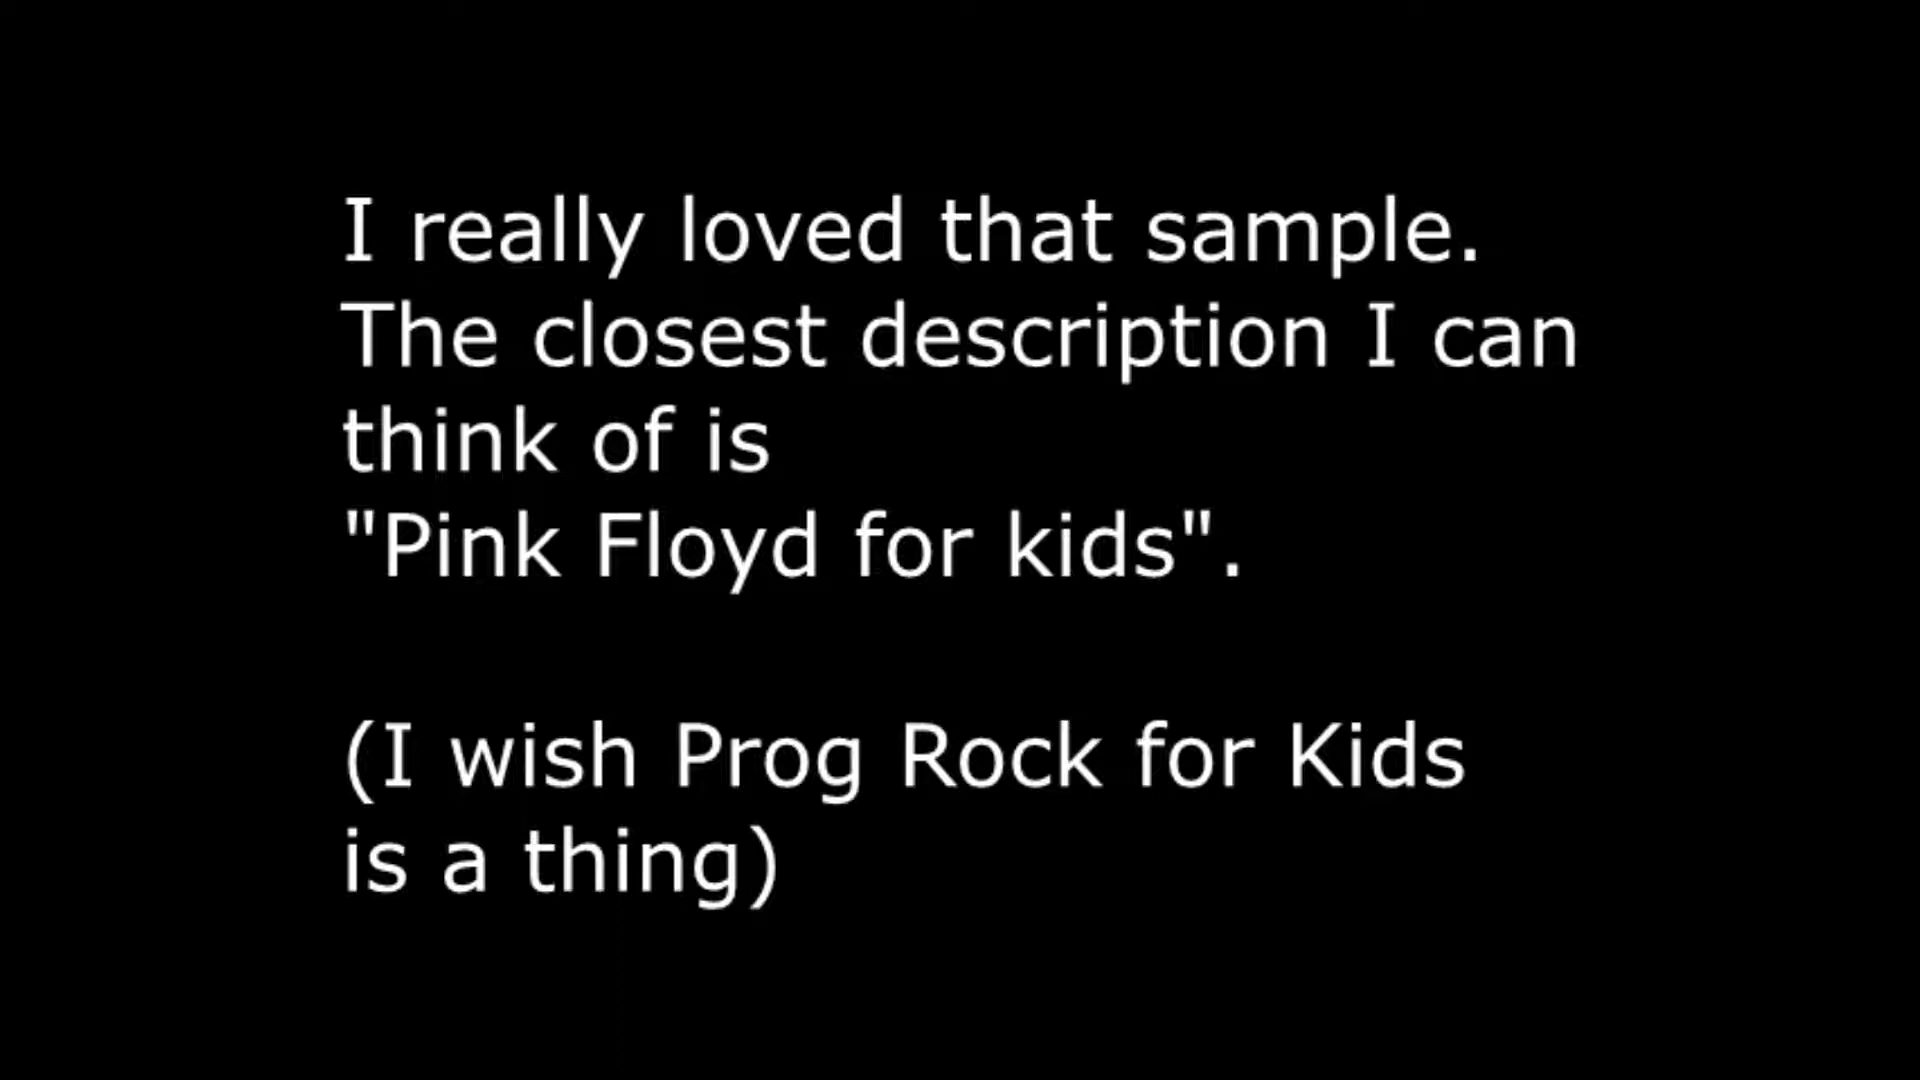 I really loved that sample.
The closest description I can
think of is
"Pink Floyd for kids".
(I wish Prog Rock for Kids
is a thing)